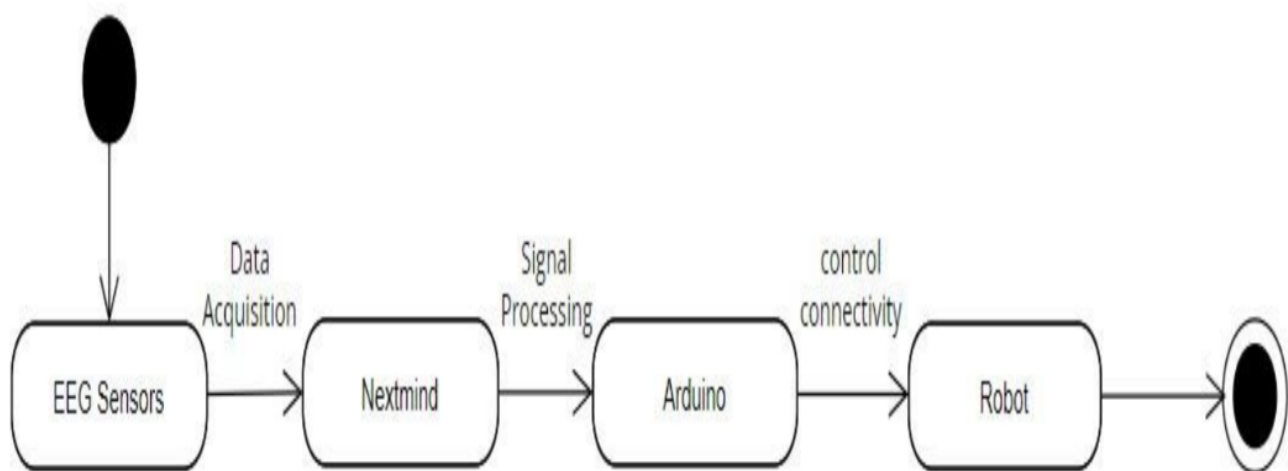 Data
Acquisition
Signal
Processing
control
connectivity
EEG Sensors
Nextmind
Arduino
Robot